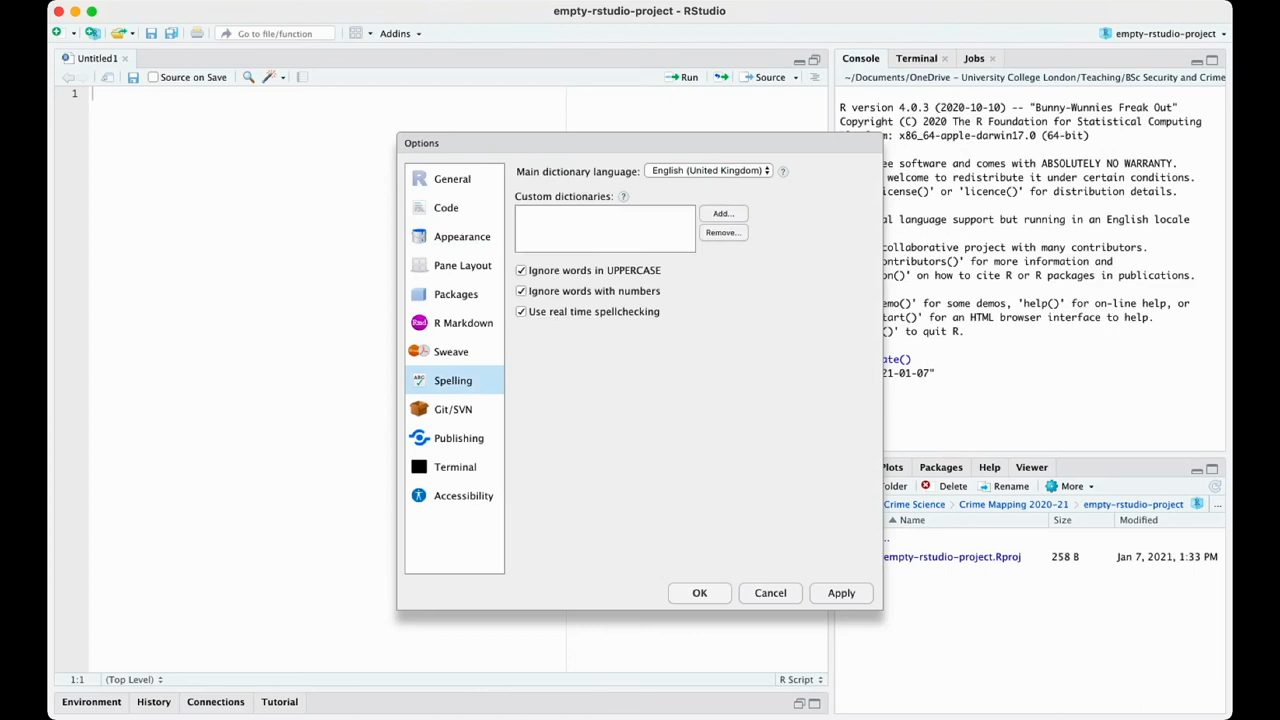 empty-rstudio-project - RStudio
Go to file/function
Addins
empty-rstudio-project
Untitled1
Source on Save
Run
Source
1
1:1
(Top Level)
R Script
Environment
History
Connections
Tutorial
Console
Terminal
Jobs
~/Documents/OneDrive - University College London/Teaching/BSc Security and Crime
R version 4.0.3 (2020-10-10) -- "Bunny-Wunnies Freak Out"
Copyright (C) 2020 The R Foundation for Statistical Computing
x86_64-apple-darwin17.0 (64-bit)
ee software and comes with ABSOLUTELY NO WARRANTY.
welcome to redistribute it under certain conditions.
icense()' or 'licence()' for distribution details.
al language support but running in an English locale
collaborative project with many contributors.
ontributors()' for more information and
on()' on how to cite R or R packages in publications.
emo()' for some demos, 'help()' for on-line help, or
tart()' for an HTML browser interface to help.
()' to quit R.
ate()
21-01-07"
Options
General
Code
Appearance
Pane Layout
Packages
Rmd
R Markdown
Sweave
ABC
Spelling
Git/SVN
Publishing
Terminal
Accessibility
Main dictionary language:
English (United Kingdom)
?
Custom dictionaries:
?
Add...
Remove...
Ignore words in UPPERCASE
Ignore words with numbers
Use real time spellchecking
OK
Cancel
Apply
lots
Packages
Help
Viewer
older
Delete
Rename
More
Crime Science
Crime Mapping 2020-21
empty-rstudio-project
...
Name
Size
Modified
..
empty-rstudio-project.Rproj
258 B
Jan 7, 2021, 1:33 PM